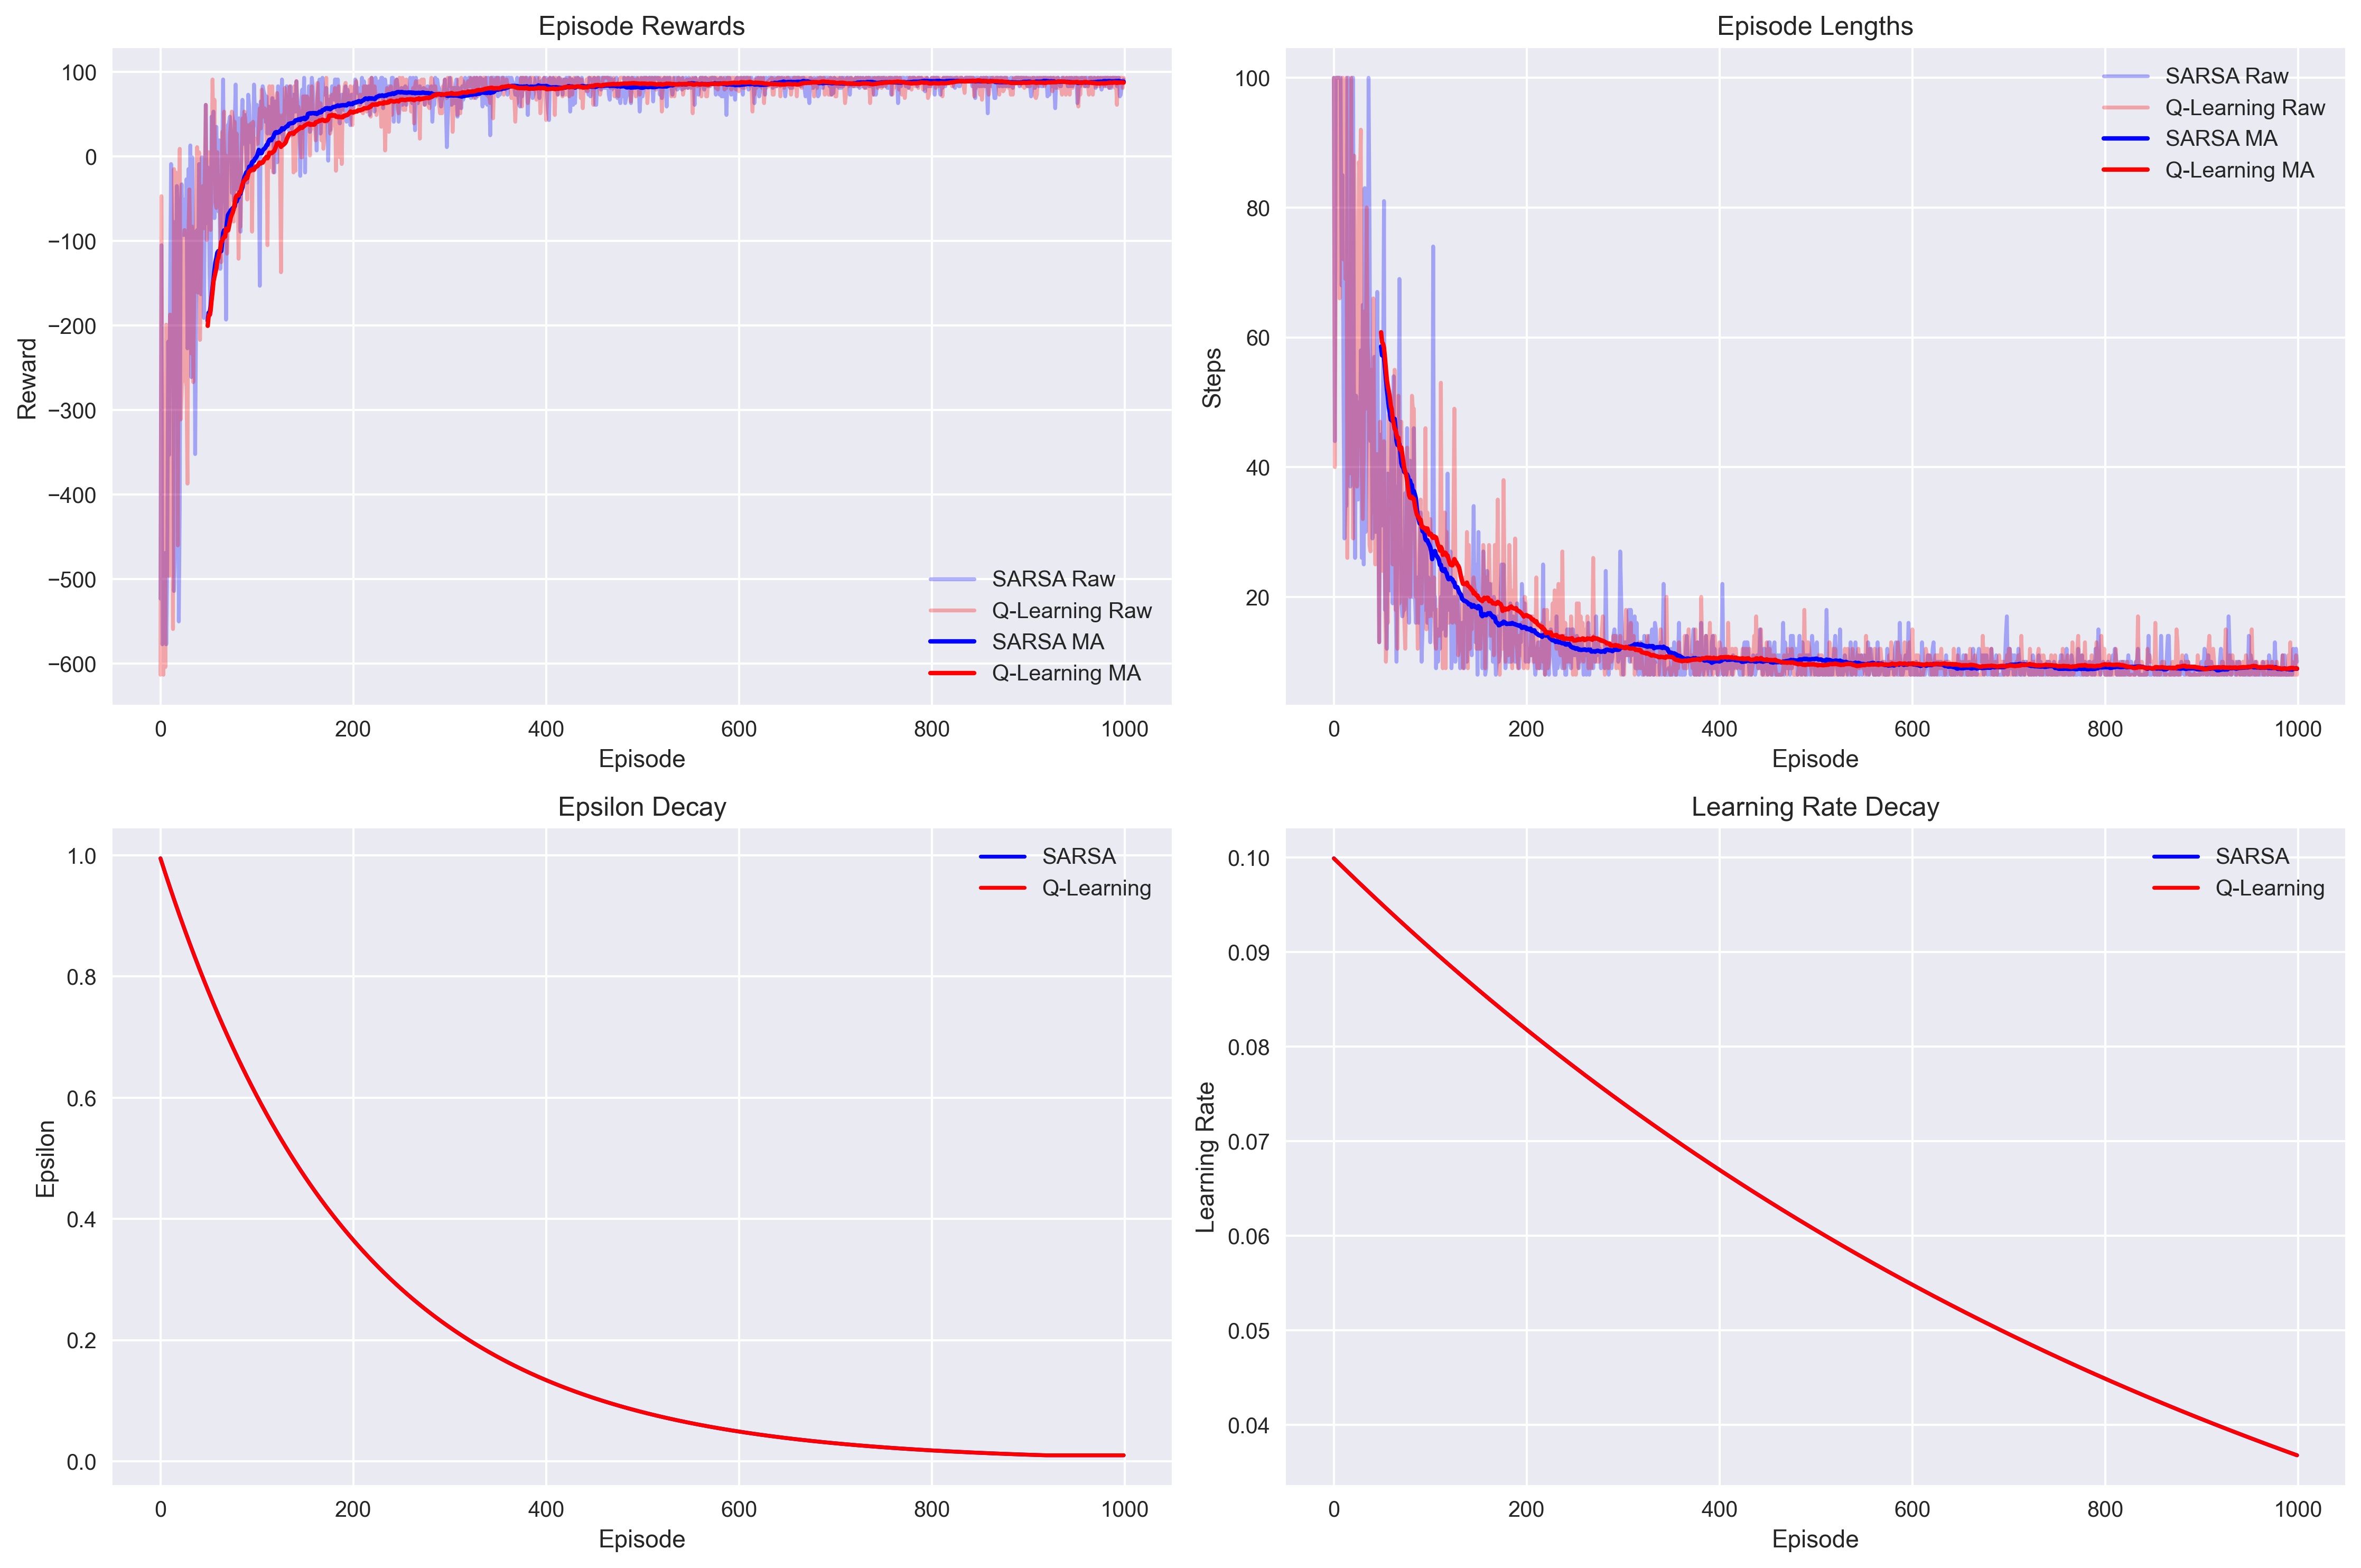 Episode Rewards
100
0
−100
−200
−300
−400
−500
−600
Reward
SARSA Raw
Q-Learning Raw
SARSA MA
Q-Learning MA
0 200 400 600 800 1000
Episode
Episode Lengths
100
80
60
40
20
Steps
SARSA Raw
Q-Learning Raw
SARSA MA
Q-Learning MA
0 200 400 600 800 1000
Episode
Epsilon Decay
1.0
0.8
0.6
0.4
0.2
0.0
Epsilon
SARSA
Q-Learning
0 200 400 600 800 1000
Episode
Learning Rate Decay
0.10
0.09
0.08
0.07
0.06
0.05
0.04
Learning Rate
SARSA
Q-Learning
0 200 400 600 800 1000
Episode